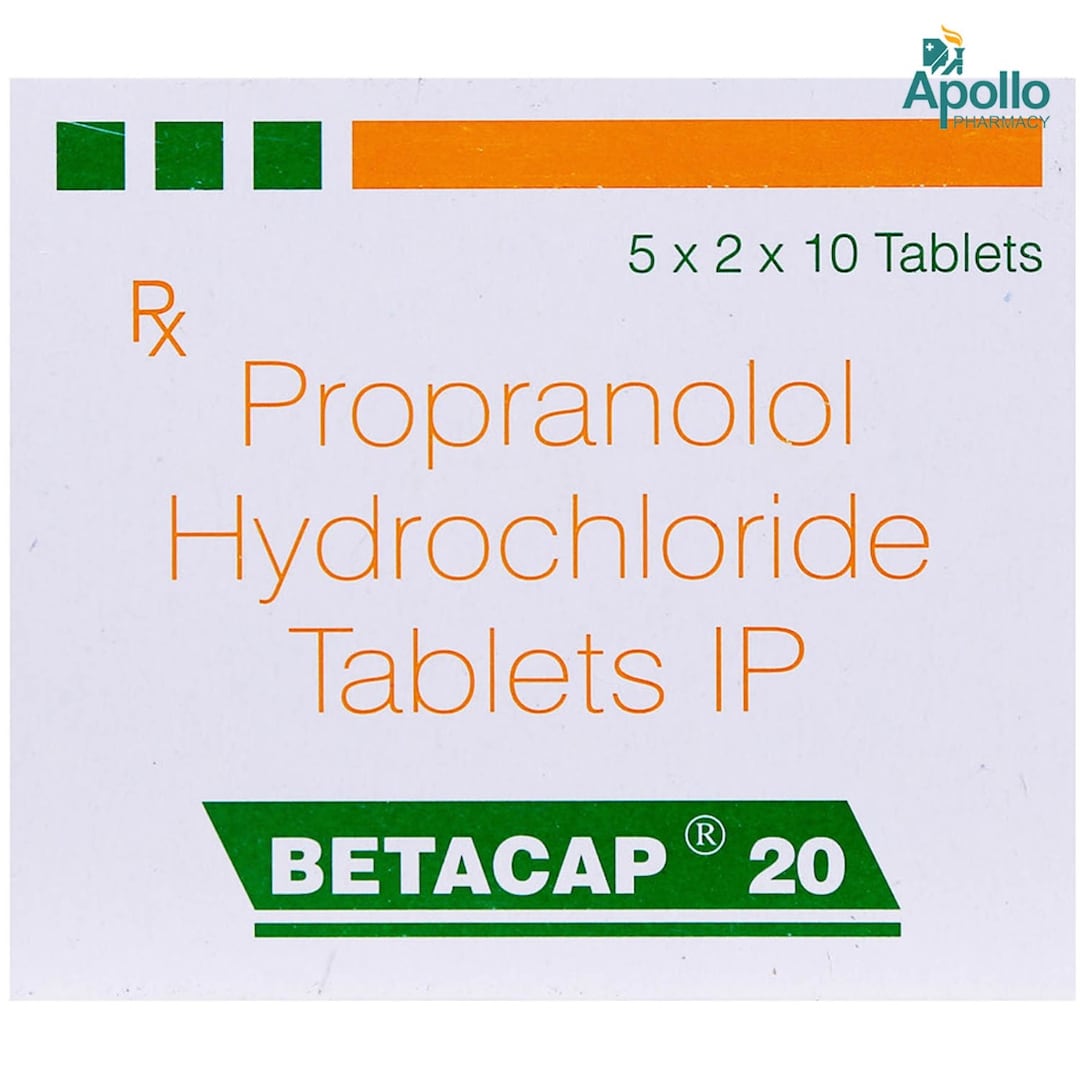 Apollo
PHARMACY
5 x 2 x 10 Tablets
Rx
Propranolol
Hydrochloride
Tablets IP
BETACAP ® 20